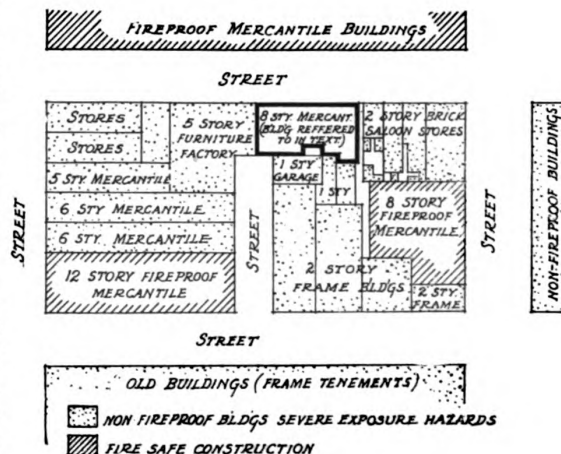 FIREPROOF MERCANTILE BUILDINGS
STREET
STORES
STORES
5 STORY
FURNITURE
FACTORY
8 STY. MERCANT.
(BLDG REFFERED
TO IN TEXT.)
2 STORY BRICK
SALOON STORES
1 STY
GARAGE
1 STY
5 STY MERCANTILE
6 STY MERCANTILE
6 STY MERCANTILE
12 STORY FIREPROOF
MERCANTILE
STREET
STREET
2 STORY
FRAME BLDGS
8 STORY
FIREPROOF
MERCANTILE
2 STY.
FRAME
STREET
NON-FIREPROOF BUILDINGS
STREET
OLD BUILDINGS (FRAME TENEMENTS)
NON FIREPROOF BLDGS SEVERE EXPOSURE HAZARDS
FIRE SAFE CONSTRUCTION